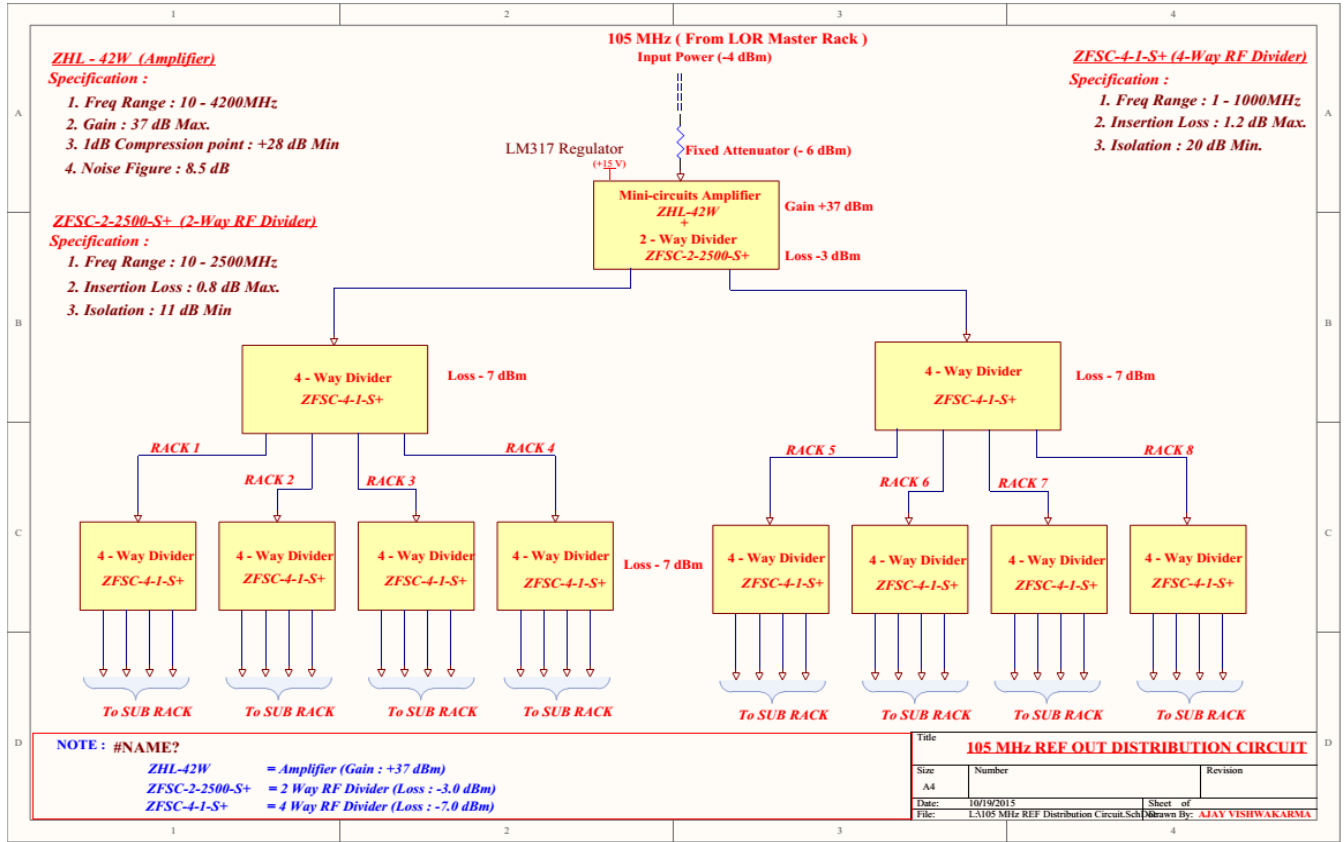 1 2 3 4
105 MHz ( From LOR Master Rack )
Input Power (-4 dBm)
ZHL - 42W (Amplifier)
Specification :
1. Freq Range : 10 - 4200MHz
2. Gain : 37 dB Max.
3. 1dB Compression point : +28 dB Min
4. Noise Figure : 8.5 dB
ZFSC-4-1-S+ (4-Way RF Divider)
Specification :
1. Freq Range : 1 - 1000MHz
2. Insertion Loss : 1.2 dB Max.
3. Isolation : 20 dB Min.
A A
LM317 Regulator
(+15 V)
Fixed Attenuator (- 6 dBm)
Mini-circuits Amplifier
ZHL-42W
+
2 - Way Divider
ZFSC-2-2500-S+
Gain +37 dBm
Loss -3 dBm
ZFSC-2-2500-S+ (2-Way RF Divider)
Specification :
1. Freq Range : 10 - 2500MHz
2. Insertion Loss : 0.8 dB Max.
3. Isolation : 11 dB Min
B B
4 - Way Divider
ZFSC-4-1-S+
Loss - 7 dBm
4 - Way Divider
ZFSC-4-1-S+
Loss - 7 dBm
RACK 1
RACK 2
RACK 3
RACK 4
RACK 5
RACK 6
RACK 7
RACK 8
C C
4 - Way Divider
ZFSC-4-1-S+
4 - Way Divider
ZFSC-4-1-S+
4 - Way Divider
ZFSC-4-1-S+
4 - Way Divider
ZFSC-4-1-S+
Loss - 7 dBm
4 - Way Divider
ZFSC-4-1-S+
4 - Way Divider
ZFSC-4-1-S+
4 - Way Divider
ZFSC-4-1-S+
4 - Way Divider
ZFSC-4-1-S+
To SUB RACK
To SUB RACK
To SUB RACK
To SUB RACK
To SUB RACK
To SUB RACK
To SUB RACK
To SUB RACK
D D
NOTE : #NAME?
ZHL-42W = Amplifier (Gain : +37 dBm)
ZFSC-2-2500-S+ = 2 Way RF Divider (Loss : -3.0 dBm)
ZFSC-4-1-S+ = 4 Way RF Divider (Loss : -7.0 dBm)
Title
105 MHz REF OUT DISTRIBUTION CIRCUIT
Size Number Revision
A4
Date: 10/19/2015 Sheet of
File: L:\105 MHz REF Distribution Circuit.Sch Drawn By: AJAY VISHWAKARMA
1 2 3 4